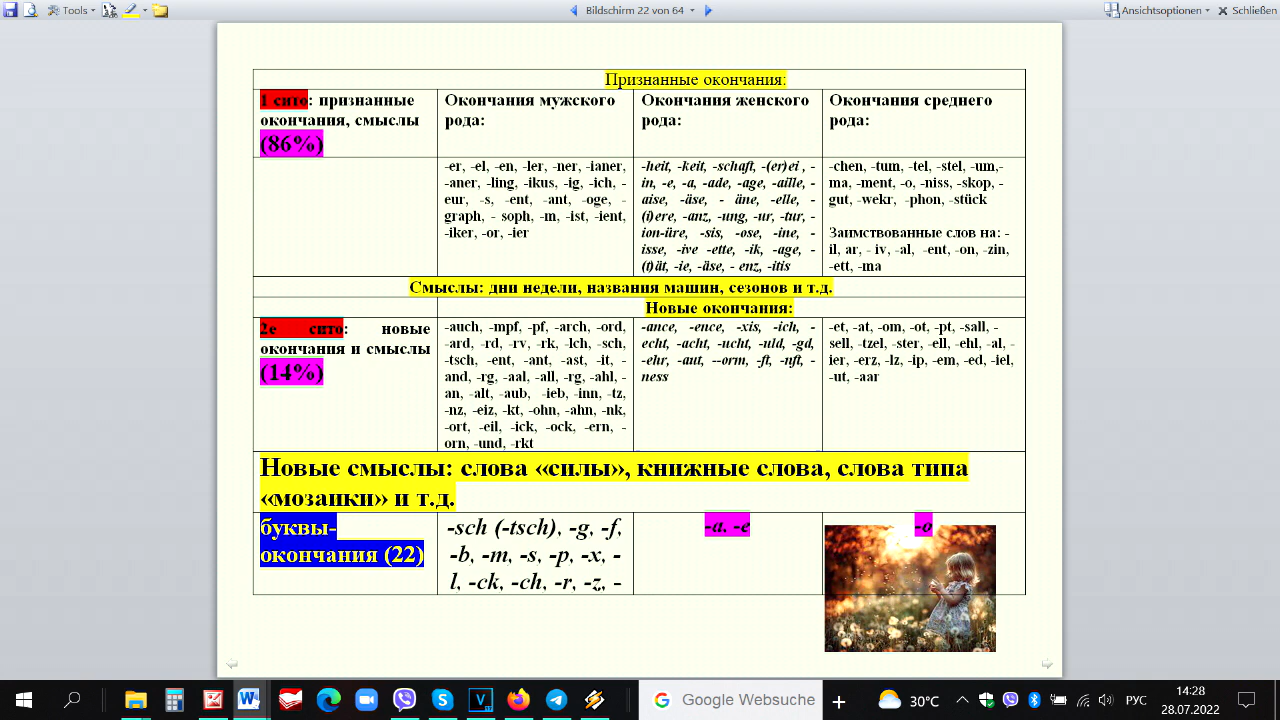 Tools
Bildschirm 22 von 64
Ansichtsoptionen
Schließen
Признанные окончания:
1 сито: признанные
окончания, смыслы
(86%)
Окончания мужского
рода:
Окончания женского
рода:
Окончания среднего
рода:
-er, -el, -en, -ler, -ner, -ianer,
-aner, -ling, -ikus, -ig, -ich, -
eur, -s, -ent, -ant, -oge, -
graph, - soph, -m, -ist, -ient,
-iker, -or, -ier
-heit, -keit, -schaft, -(er)ei , -
in, -e, -a, -ade, -age, -aille, -
aise, -äse, - äne, -elle, -
(i)ere, -anz, -ung, -ur, -tur, -
ion-üre, -sis, -ose, -ine, -
isse, -ive -ette, -ik, -age, -
(t)ät, -ie, -äse, - enz, -itis
-chen, -tum, -tel, -stel, -um,-
ma, -ment, -o, -niss, -skop, -
gut, -wekr, -phon, -stück
Заимствованные слов на: -
il, ar, - iv, -al, -ent, -on, -zin,
-ett, -ma
Смыслы: дни недели, названия машин, сезонов и т.д.
Новые окончания:
2е сито: новые
окончания и смыслы
(14%)
-auch, -mpf, -pf, -arch, -ord,
-ard, -rd, -rv, -rk, -lch, -sch,
-tsch, -ent, -ant, -ast, -it, -
and, -rg, -aal, -all, -rg, -ahl, -
an, -alt, -aub, -ieb, -inn, -tz,
-nz, -eiz, -kt, -ohn, -ahn, -nk,
-ort, -eil, -ick, -ock, -ern, -
orn, -und, -rkt
-ance, -ence, -xis, -ich, -
echt, -acht, -ucht, -uld, -gd,
-ehr, -aut, --orm, -ft, -nft, -
ness
-et, -at, -om, -ot, -pt, -sall, -
sell, -tzel, -ster, -ell, -ehl, -al, -
ier, -erz, -lz, -ip, -em, -ed, -iel,
-ut, -aar
Новые смыслы: слова «силы», книжные слова, слова типа
«мозаики» и т.д.
буквы-
окончания (22)
-sch (-tsch), -g, -f,
-b, -m, -s, -p, -x, -
l, -ck, -ch, -r, -z, -
-a, -e
-o
Google Websuche
30°C
РУС
14:28
28.07.2022